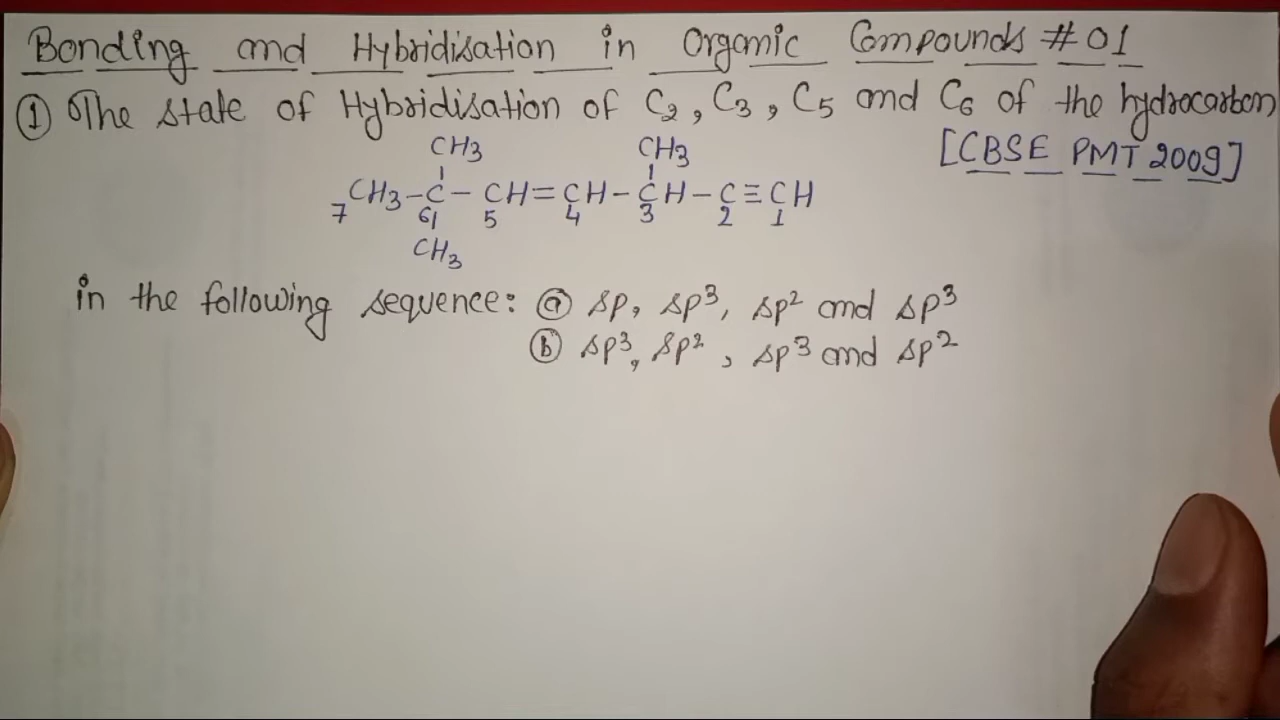 Bonding and Hybridisation in Organic Compounds #01
① The state of Hybridisation of C2, C3, C5 and C6 of the hydrocarbon
[CBSE PMT 2009]
CH3 CH3
CH3-C-CH=CH-CH-C≡CH
7 6 5 4 3 2 1
CH3
in the following sequence: ⓐ sp, sp³, sp² and sp³
ⓑ sp³, sp², sp³ and sp²